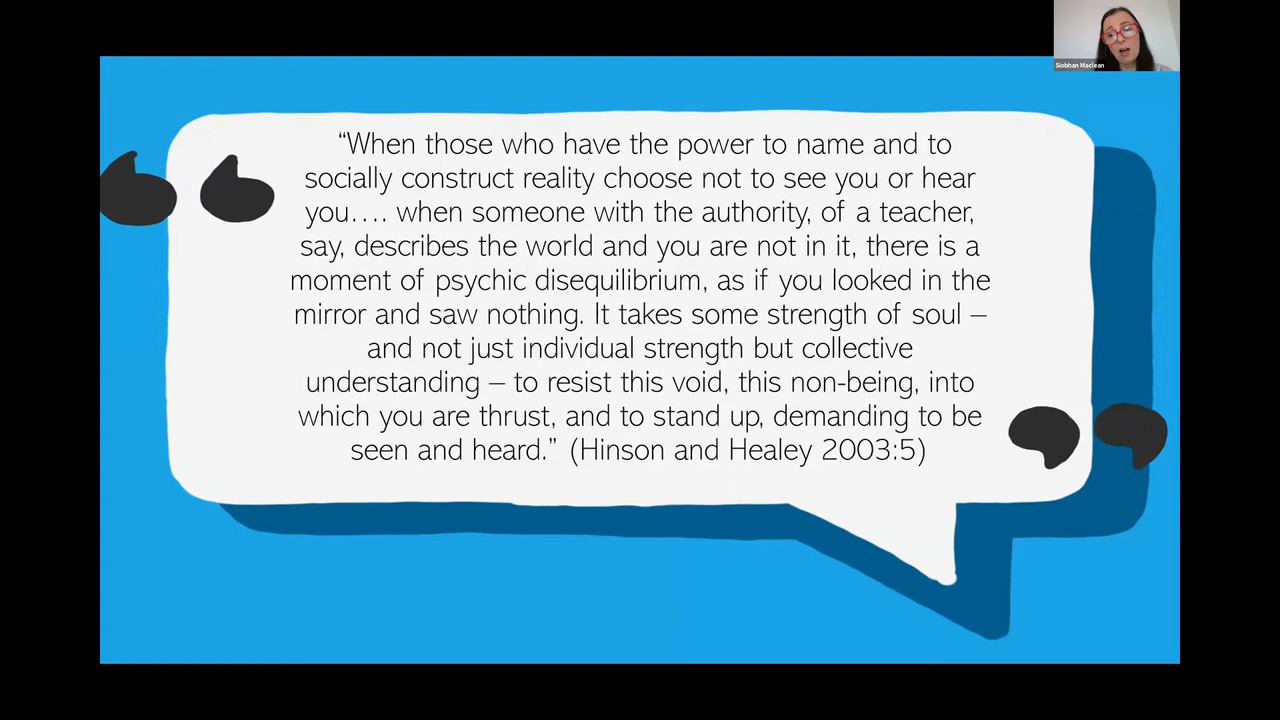 Siobhan Maclean
“When those who have the power to name and to
socially construct reality choose not to see you or hear
you…. when someone with the authority, of a teacher,
say, describes the world and you are not in it, there is a
moment of psychic disequilibrium, as if you looked in the
mirror and saw nothing. It takes some strength of soul –
and not just individual strength but collective
understanding – to resist this void, this non-being, into
which you are thrust, and to stand up, demanding to be
seen and heard.” (Hinson and Healey 2003:5)